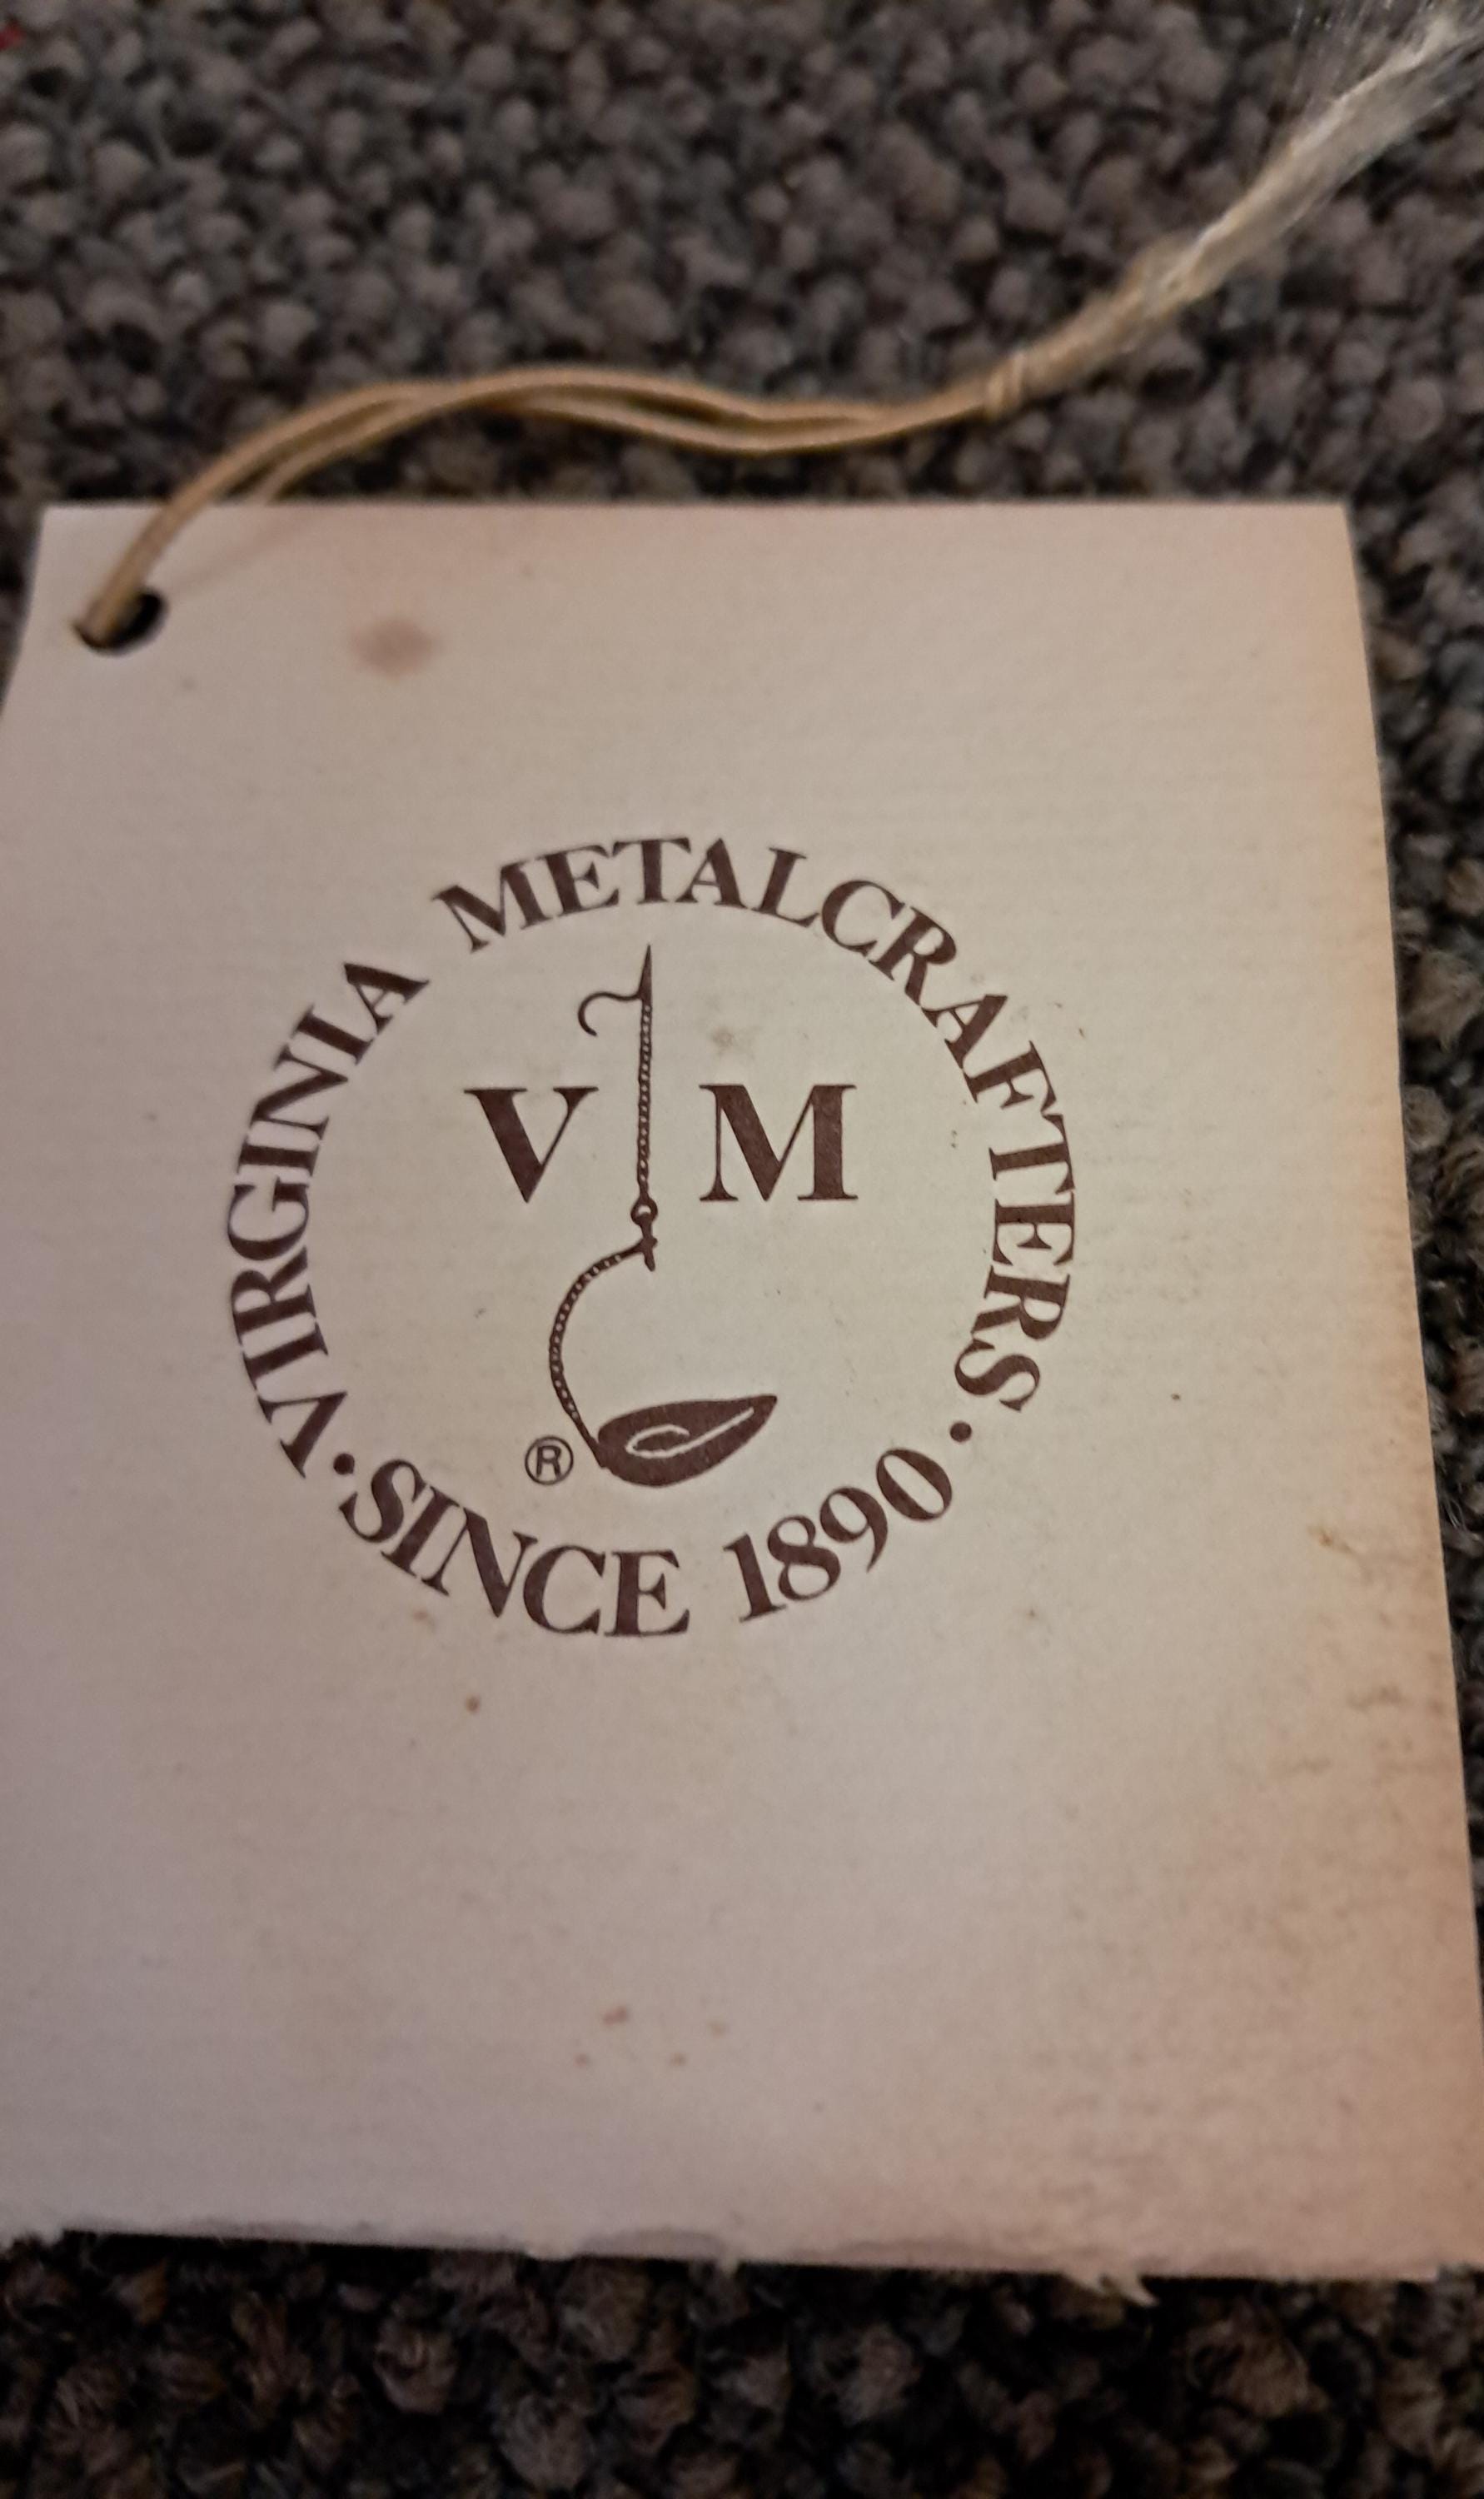 VIRGINIA METALCRAFTERS
V M
®
· SINCE 1890 ·